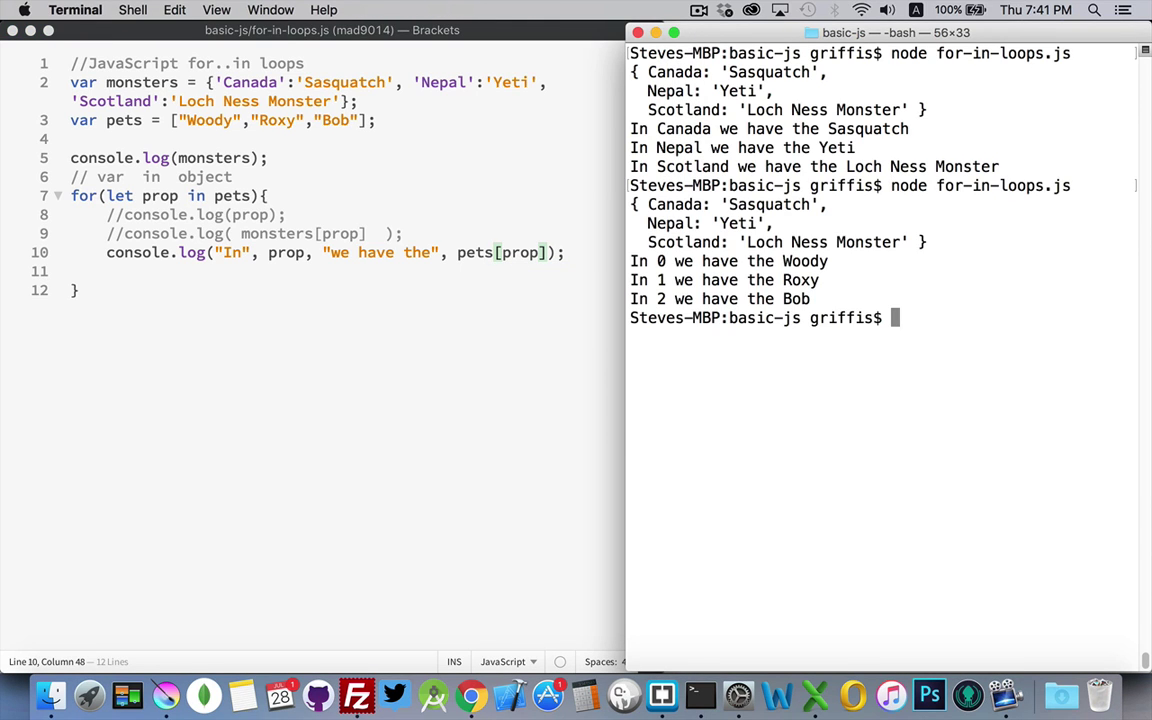 Terminal Shell Edit View Window Help
A 100% Thu 7:41 PM
basic-js/for-in-loops.js (mad9014) — Brackets
1 //JavaScript for..in loops
2 var monsters = {'Canada':'Sasquatch', 'Nepal':'Yeti',
'Scotland':'Loch Ness Monster'};
3 var pets = ["Woody","Roxy","Bob"];
4
5 console.log(monsters);
6 // var in object
7 for(let prop in pets){
8 //console.log(prop);
9 //console.log( monsters[prop] );
10 console.log("In", prop, "we have the", pets[prop]);
11
12 }
Line 10, Column 48 — 12 Lines
INS JavaScript Spaces: 4
basic-js — -bash — 56×33
Steves-MBP:basic-js griffis$ node for-in-loops.js
{ Canada: 'Sasquatch',
Nepal: 'Yeti',
Scotland: 'Loch Ness Monster' }
In Canada we have the Sasquatch
In Nepal we have the Yeti
In Scotland we have the Loch Ness Monster
Steves-MBP:basic-js griffis$ node for-in-loops.js
{ Canada: 'Sasquatch',
Nepal: 'Yeti',
Scotland: 'Loch Ness Monster' }
In 0 we have the Woody
In 1 we have the Roxy
In 2 we have the Bob
Steves-MBP:basic-js griffis$
28
1
Fz
1
W
X
O
Ps